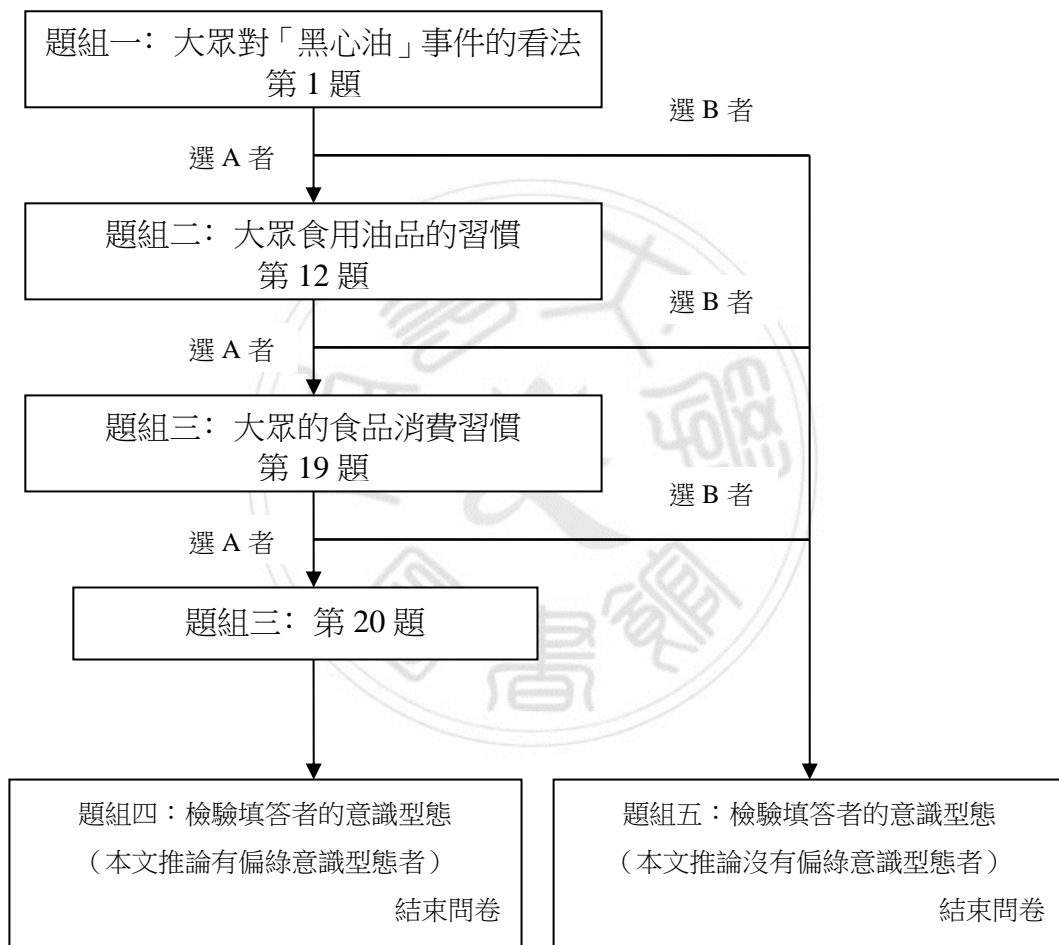 題組一：大眾對「黑心油」事件的看法
第 1 題
選 B 者
選 A 者
題組二：大眾食用油品的習慣
第 12 題
選 B 者
選 A 者
題組三：大眾的食品消費習慣
第 19 題
選 B 者
選 A 者
題組三：第 20 題
題組四：檢驗填答者的意識型態
（本文推論有偏綠意識型態者）
結束問卷
題組五：檢驗填答者的意識型態
（本文推論沒有偏綠意識型態者）
結束問卷